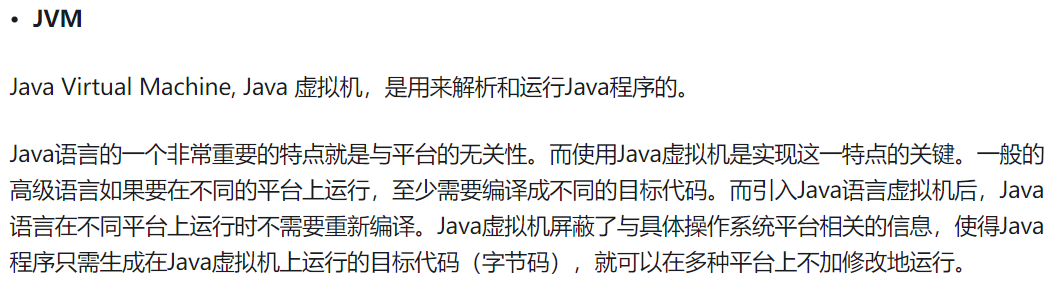 • JVM
Java Virtual Machine, Java 虚拟机，是用来解析和运行Java程序的。
Java语言的一个非常重要的特点就是与平台的无关性。而使用Java虚拟机是实现这一特点的关键。一般的
高级语言如果要在不同的平台上运行，至少需要编译成不同的目标代码。而引入Java语言虚拟机后，Java
语言在不同平台上运行时不需要重新编译。Java虚拟机屏蔽了与具体操作系统平台相关的信息，使得Java
程序只需生成在Java虚拟机上运行的目标代码（字节码），就可以在多种平台上不加修改地运行。